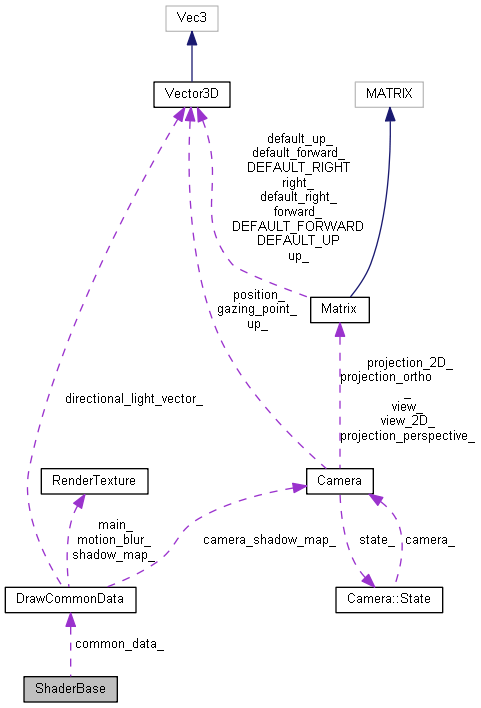 Vec3
Vector3D
MATRIX
default_up_
default_forward_
DEFAULT_RIGHT
right_
default_right_
forward_
DEFAULT_FORWARD
DEFAULT_UP
up_
position_
gazing_point_
up_
Matrix
projection_2D_
projection_ortho
_
view_
view_2D_
projection_perspective_
directional_light_vector_
RenderTexture
Camera
main_
motion_blur_
shadow_map_
camera_shadow_map_
state_
camera_
DrawCommonData
Camera::State
common_data_
ShaderBase